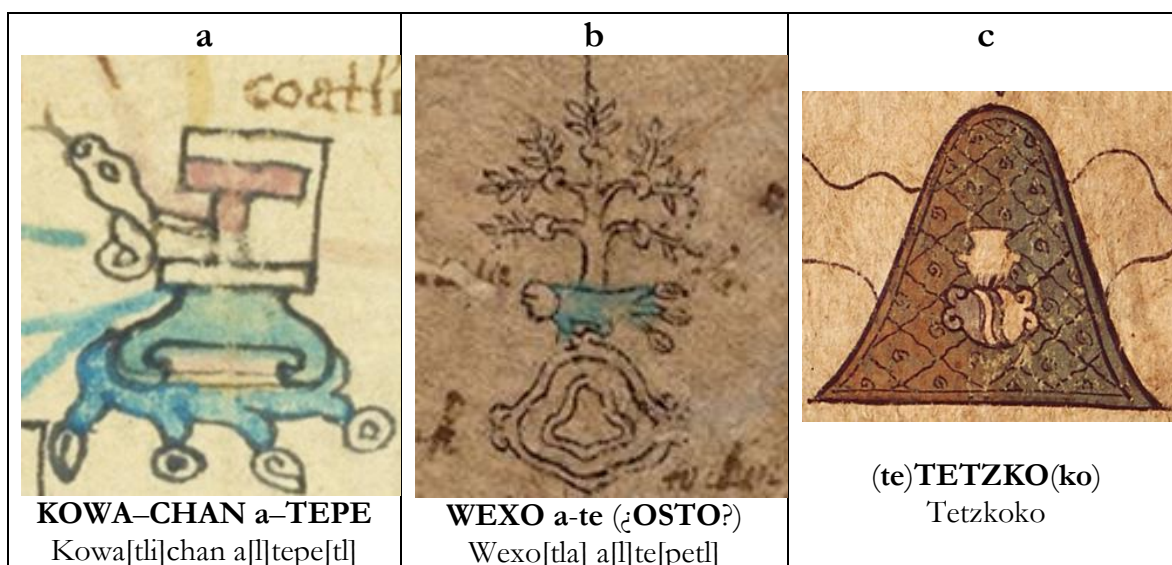 a
coatli
KOWA–CHAN a–TEPE
Kowa[tli]chan a[l]tepe[tl]
b
WEXO a-te (¿OSTO?)
Wexo[tla] a[l]te[petl]
c
(te)TETZKO(ko)
Tetzkoko